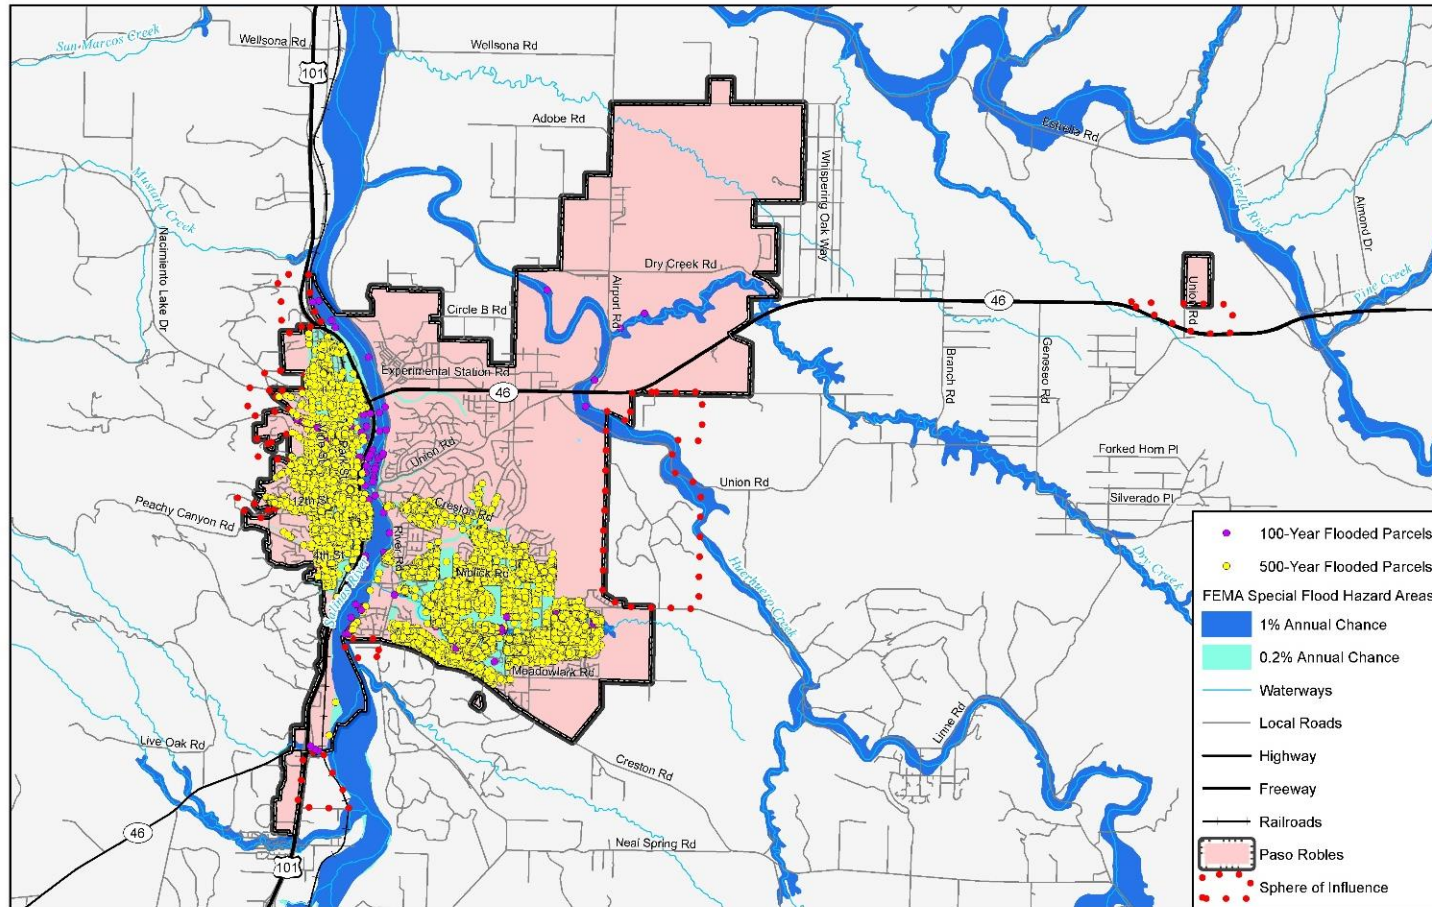 San Marcos Creek
Wellsona Rd
Wellsona Rd
101
Adobe Rd
Estrella Rd
Mustard Creek
Whispering Oak Way
Estrella River
Almond Dr
Nacimiento Lake Dr
Dry Creek Rd
Airport Rd
Union Rd
Pine Creek
46
Circle B Rd
Experimental Station Rd
46
Branch Rd
Geneseo Rd
Park St
Union Rd
Forked Horn Pl
Union Rd
12th St
Creston Rd
Silverado Pl
Peachy Canyon Rd
River Rd
4th St
Niblick Rd
Salinas River
Huerhuero Creek
Dry Creek
Meadowlark Rd
Linne Rd
Live Oak Rd
Creston Rd
46
Neal Spring Rd
101
100-Year Flooded Parcels
500-Year Flooded Parcels
FEMA Special Flood Hazard Areas
1% Annual Chance
0.2% Annual Chance
Waterways
Local Roads
Highway
Freeway
Railroads
Paso Robles
Sphere of Influence